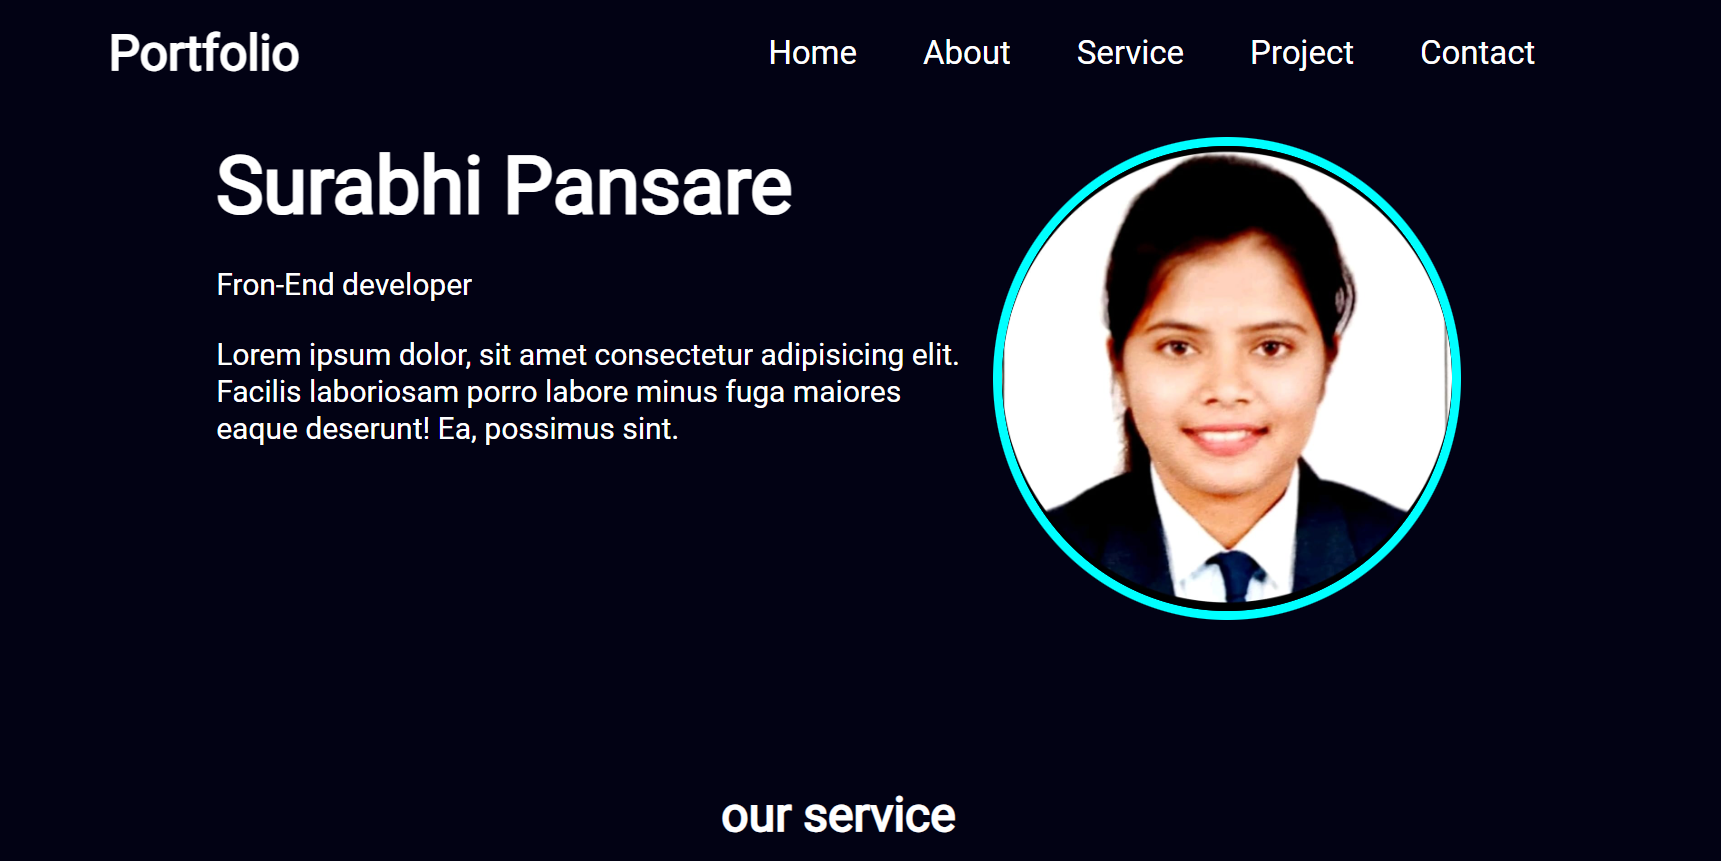 Portfolio
Home About Service Project Contact
Surabhi Pansare
Fron-End developer
Lorem ipsum dolor, sit amet consectetur adipisicing elit.
Facilis laboriosam porro labore minus fuga maiores
eaque deserunt! Ea, possimus sint.
our service